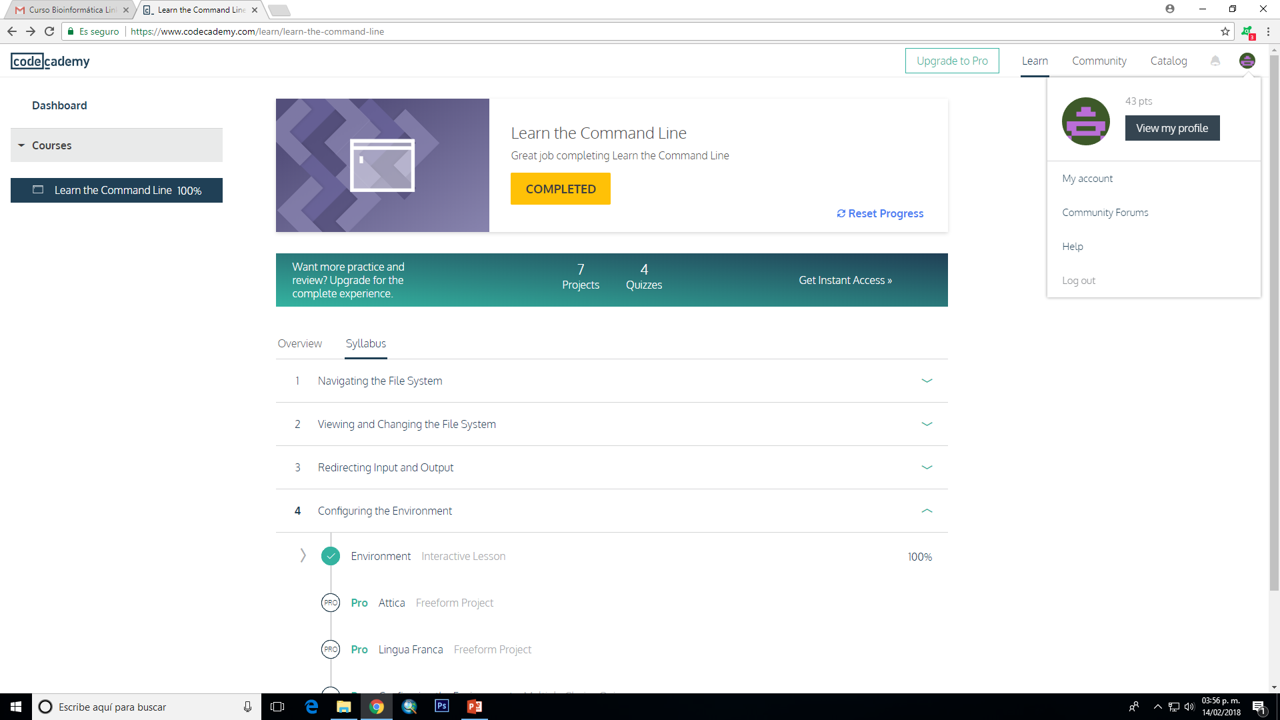 Curso Bioinformática Lin
Learn the Command Line
Es seguro
https://www.codecademy.com/learn/learn-the-command-line
3
codecademy
Upgrade to Pro
Learn
Community
Catalog
Dashboard
Courses
Learn the Command Line 100%
Learn the Command Line
Great job completing Learn the Command Line
COMPLETED
Reset Progress
43 pts
View my profile
My account
Community Forums
Help
Log out
Want more practice and
review? Upgrade for the
complete experience.
7
Projects
4
Quizzes
Get Instant Access »
Overview
Syllabus
1 Navigating the File System
2 Viewing and Changing the File System
3 Redirecting Input and Output
4 Configuring the Environment
Environment Interactive Lesson 100%
PRO Pro Attica Freeform Project
PRO Pro Lingua Franca Freeform Project
Escribe aquí para buscar
Ps
03:56 p. m.
14/02/2018
1